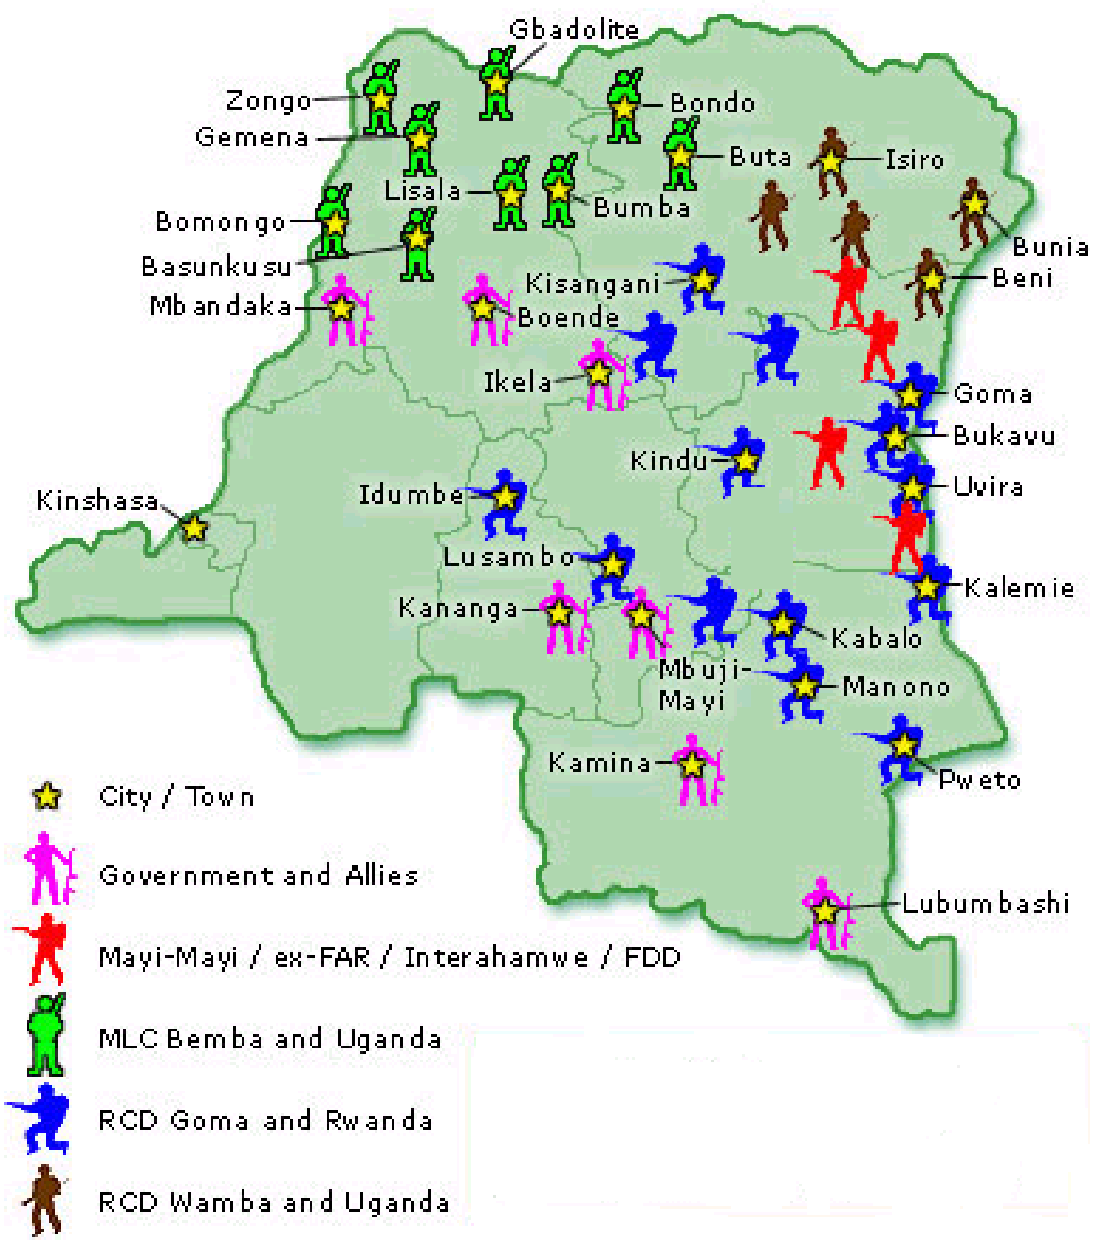 Gbadolite
Zongo
Bondo
Gemena
Buta
Isiro
Lisala
Bumba
Bomongo
Bunia
Basunkusu
Kisangani
Beni
Mbandaka
Boende
Ikela
Goma
Bukavu
Kindu
Uvira
Idumbe
Kinshasa
Lusambo
Kalemie
Kananga
Kabalo
Mbuji-
Mayi
Manono
Kamina
Pweto
City / Town
Government and Allies
Lubumbashi
Mayi-Mayi / ex-FAR / Interahamwe / FDD
MLC Bemba and Uganda
RCD Goma and Rwanda
RCD Wamba and Uganda